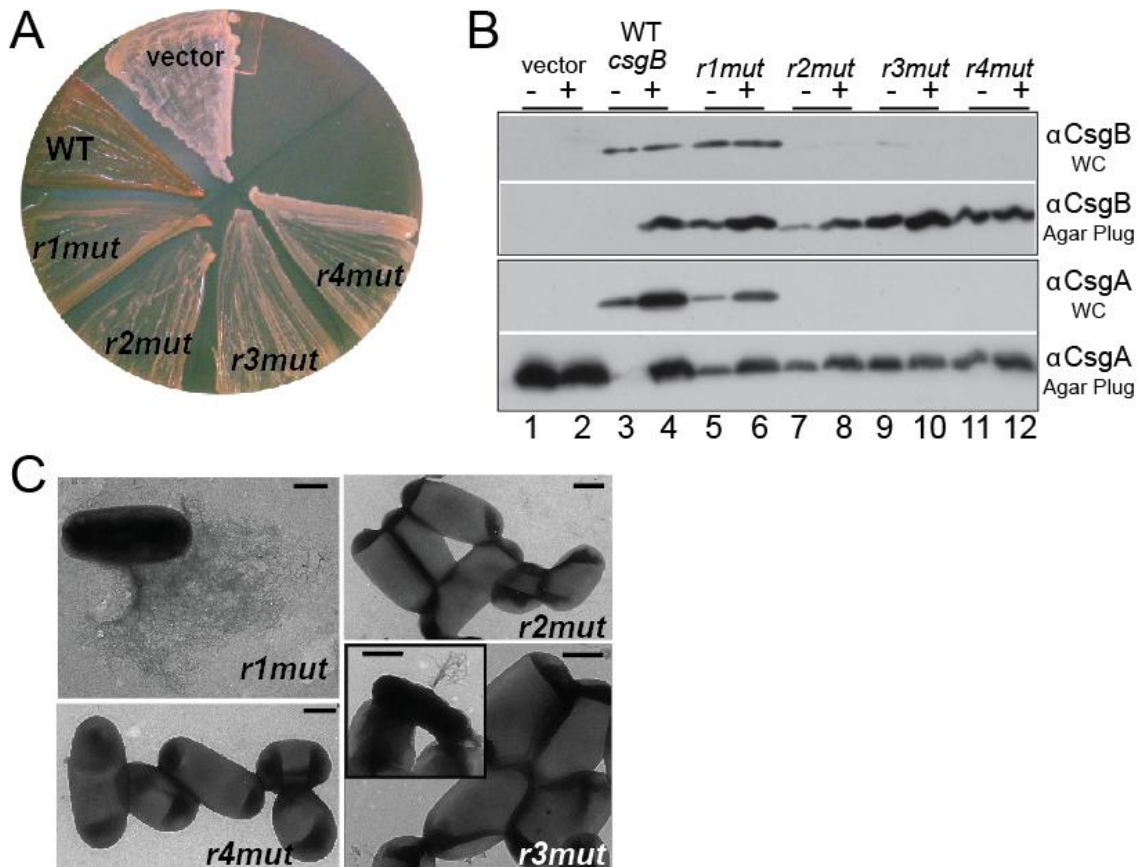 A
vector
WT
r1mut
r2mut
r3mut
r4mut
B
vector WT csgB r1mut r2mut r3mut r4mut
- + - + - + - + - + - +
αCsgB
WC
αCsgB
Agar Plug
αCsgA
WC
αCsgA
Agar Plug
1 2 3 4 5 6 7 8 9 10 11 12
C
r1mut
r2mut
r4mut
r3mut